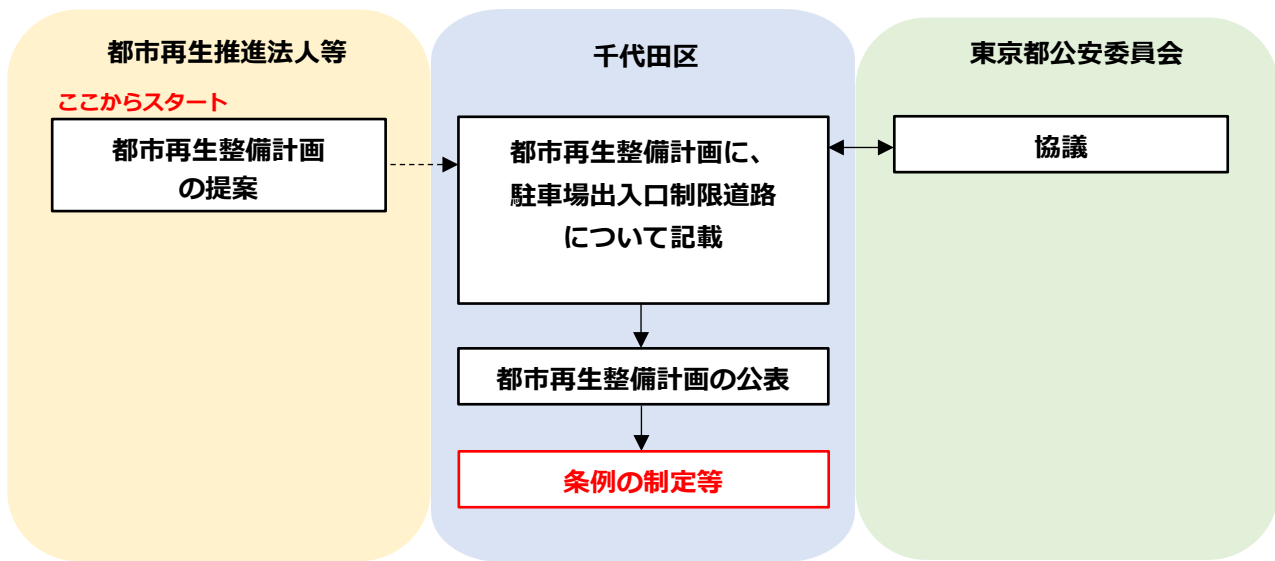 都市再生推進法人等
ここからスタート
都市再生整備計画
の提案
千代田区
都市再生整備計画に、
駐車場出入口制限道路
について記載
都市再生整備計画の公表
条例の制定等
東京都公安委員会
協議